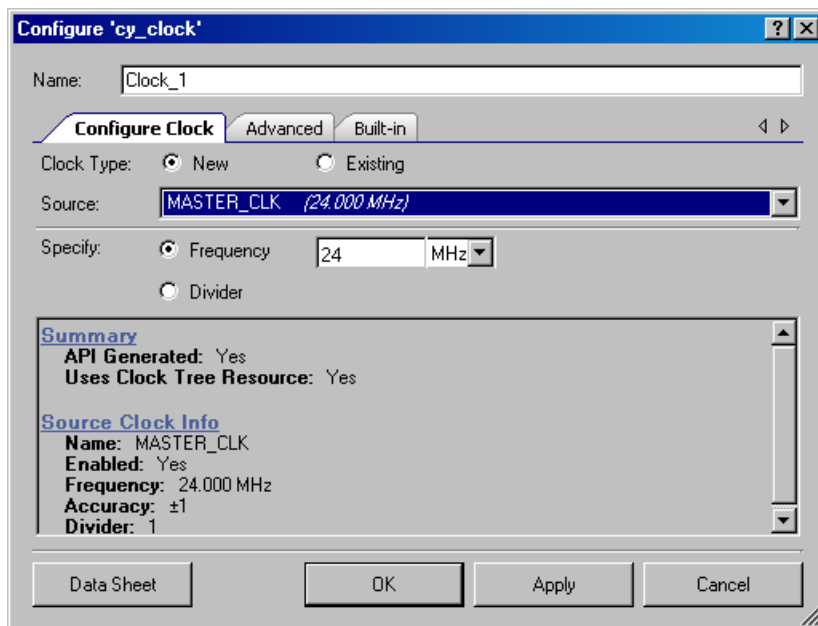 Configure 'cy_clock'
Name: Clock_1
Configure Clock Advanced Built-in
Clock Type: New Existing
Source: MASTER_CLK (24.000 MHz)
Specify: Frequency 24 MHz
Divider
Summary
API Generated: Yes
Uses Clock Tree Resource: Yes
Source Clock Info
Name: MASTER_CLK
Enabled: Yes
Frequency: 24.000 MHz
Accuracy: ±1
Divider: 1
Data Sheet OK Apply Cancel